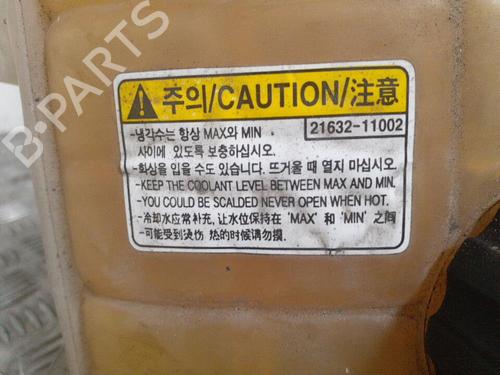 주의/CAUTION/注意
-냉각수는 항상 MAX와 MIN
21632-11002
사이에 있도록 보충하십시오.
-화상을 입을 수도 있습니다. 뜨거울 때 열지 마십시오.
-KEEP THE COOLANT LEVEL BETWEEN MAX AND MIN.
-YOU COULD BE SCALDED NEVER OPEN WHEN HOT.
-冷却水应常补充, 让水位保持在 'MAX' 和 'MIN' 之间
-可能受到烫伤 热的时候请勿摸.
B-PARTS